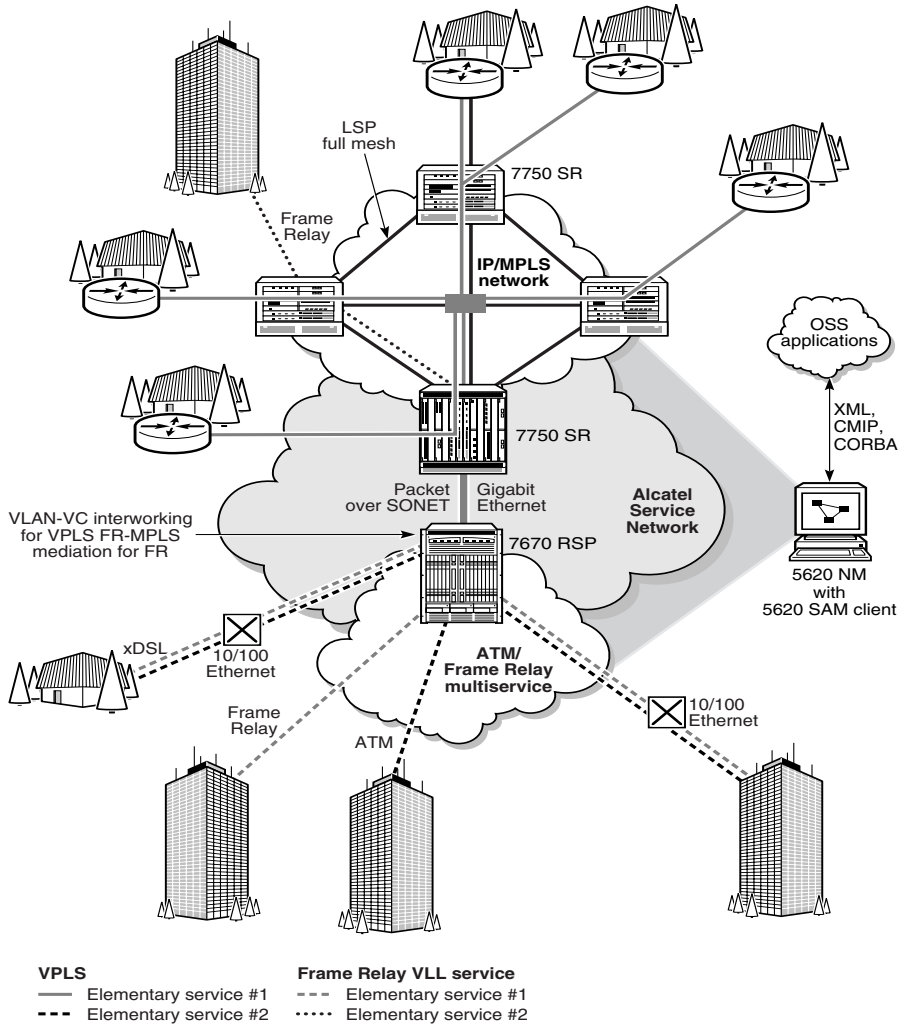 LSP
full mesh
7750 SR
Frame
Relay
IP/MPLS
network
OSS
applications
XML,
CMIP,
CORBA
7750 SR
Packet
over SONET
Gigabit
Ethernet
Alcatel
Service
Network
VLAN-VC interworking
for VPLS FR-MPLS
mediation for FR
7670 RSP
5620 NM
with
5620 SAM client
xDSL
10/100
Ethernet
ATM/
Frame Relay
multiservice
Frame
Relay
ATM
10/100
Ethernet
VPLS
Elementary service #1
Elementary service #2
Frame Relay VLL service
Elementary service #1
Elementary service #2